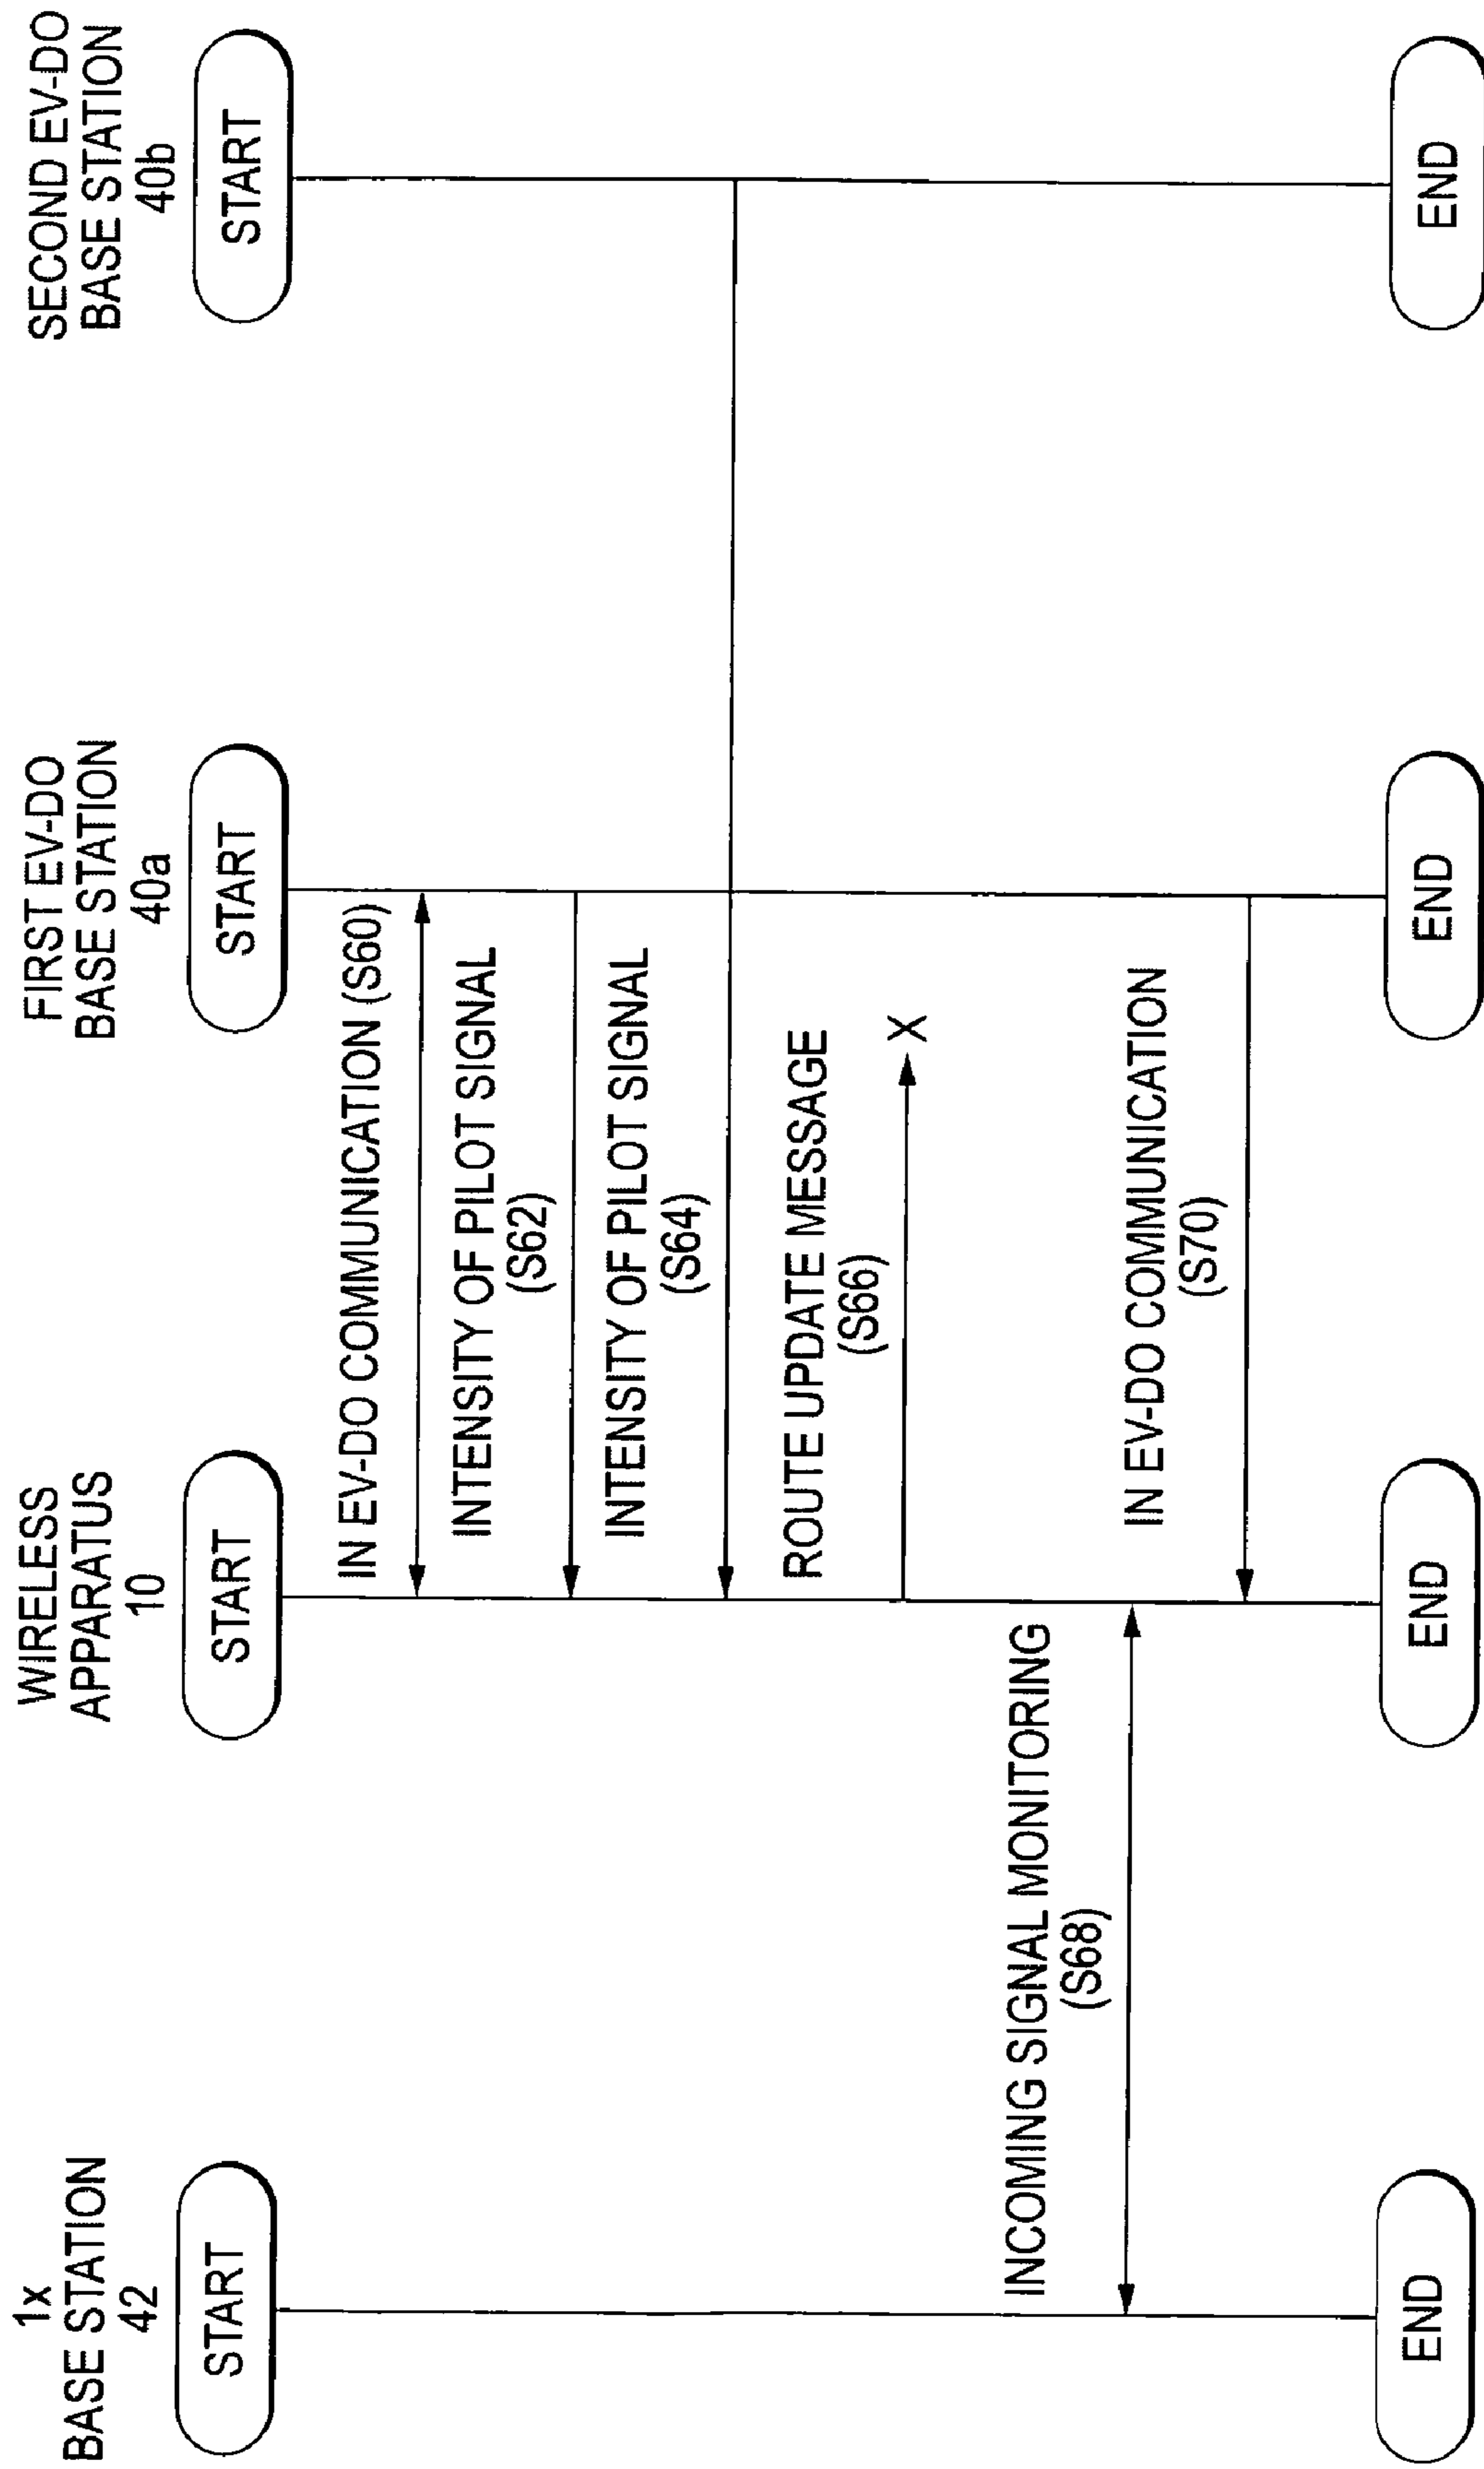 1x
BASE STATION
42
WIRELESS
APPARATUS
10
FIRST EV-DO
BASE STATION
40a
SECOND EV-DO
BASE STATION
40b
START
START
START
START
IN EV-DO COMMUNICATION (S60)
INTENSITY OF PILOT SIGNAL
(S62)
INTENSITY OF PILOT SIGNAL
(S64)
ROUTE UPDATE MESSAGE
(S66)
X
INCOMING SIGNAL MONITORING
(S68)
IN EV-DO COMMUNICATION
(S70)
END
END
END
END